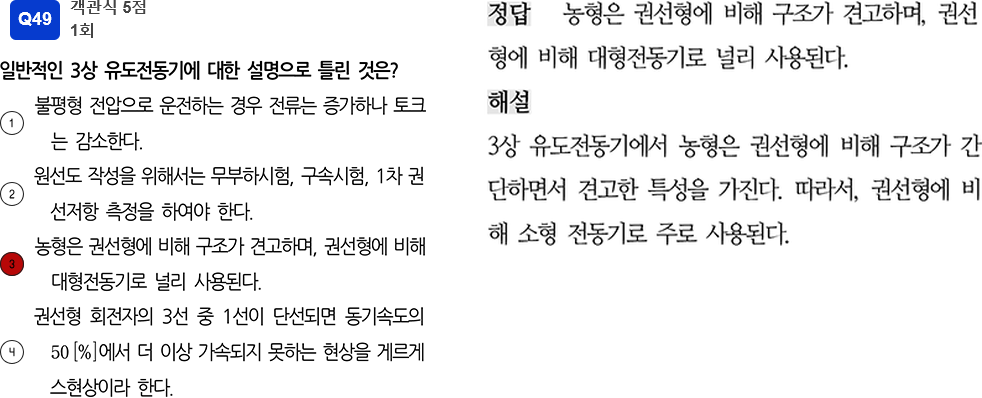 Q49
객관식 5점
1회
일반적인 3상 유도전동기에 대한 설명으로 틀린 것은?
1 불평형 전압으로 운전하는 경우 전류는 증가하나 토크
는 감소한다.
2 원선도 작성을 위해서는 무부하시험, 구속시험, 1차 권
선저항 측정을 하여야 한다.
3 농형은 권선형에 비해 구조가 견고하며, 권선형에 비해
대형전동기로 널리 사용된다.
4 권선형 회전자의 3선 중 1선이 단선되면 동기속도의
50 [%]에서 더 이상 가속되지 못하는 현상을 게르게
스현상이라 한다.
정답 농형은 권선형에 비해 구조가 견고하며, 권선
형에 비해 대형전동기로 널리 사용된다.
해설
3상 유도전동기에서 농형은 권선형에 비해 구조가 간
단하면서 견고한 특성을 가진다. 따라서, 권선형에 비
해 소형 전동기로 주로 사용된다.